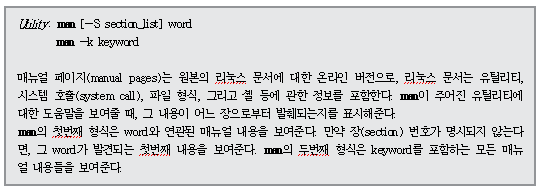 Utility: man [-S section_list] word
man -k keyword
매뉴얼 페이지(manual pages)는 원본의 리눅스 문서에 대한 온라인 버전으로, 리눅스 문서는 유틸리티,
시스템 호출(system call), 파일 형식, 그리고 쉘 등에 관한 정보를 포함한다. man이 주어진 유틸리티에
대한 도움말을 보여줄 때, 그 내용이 어느 장으로부터 발췌되는지를 표시해준다.
man의 첫번째 형식은 word와 연관된 매뉴얼 내용을 보여준다. 만약 장(section) 번호가 명시되지 않는다
면, 그 word가 발견되는 첫번째 내용을 보여준다. man의 두번째 형식은 keyword를 포함하는 모든 매뉴
얼 내용들을 보여준다.